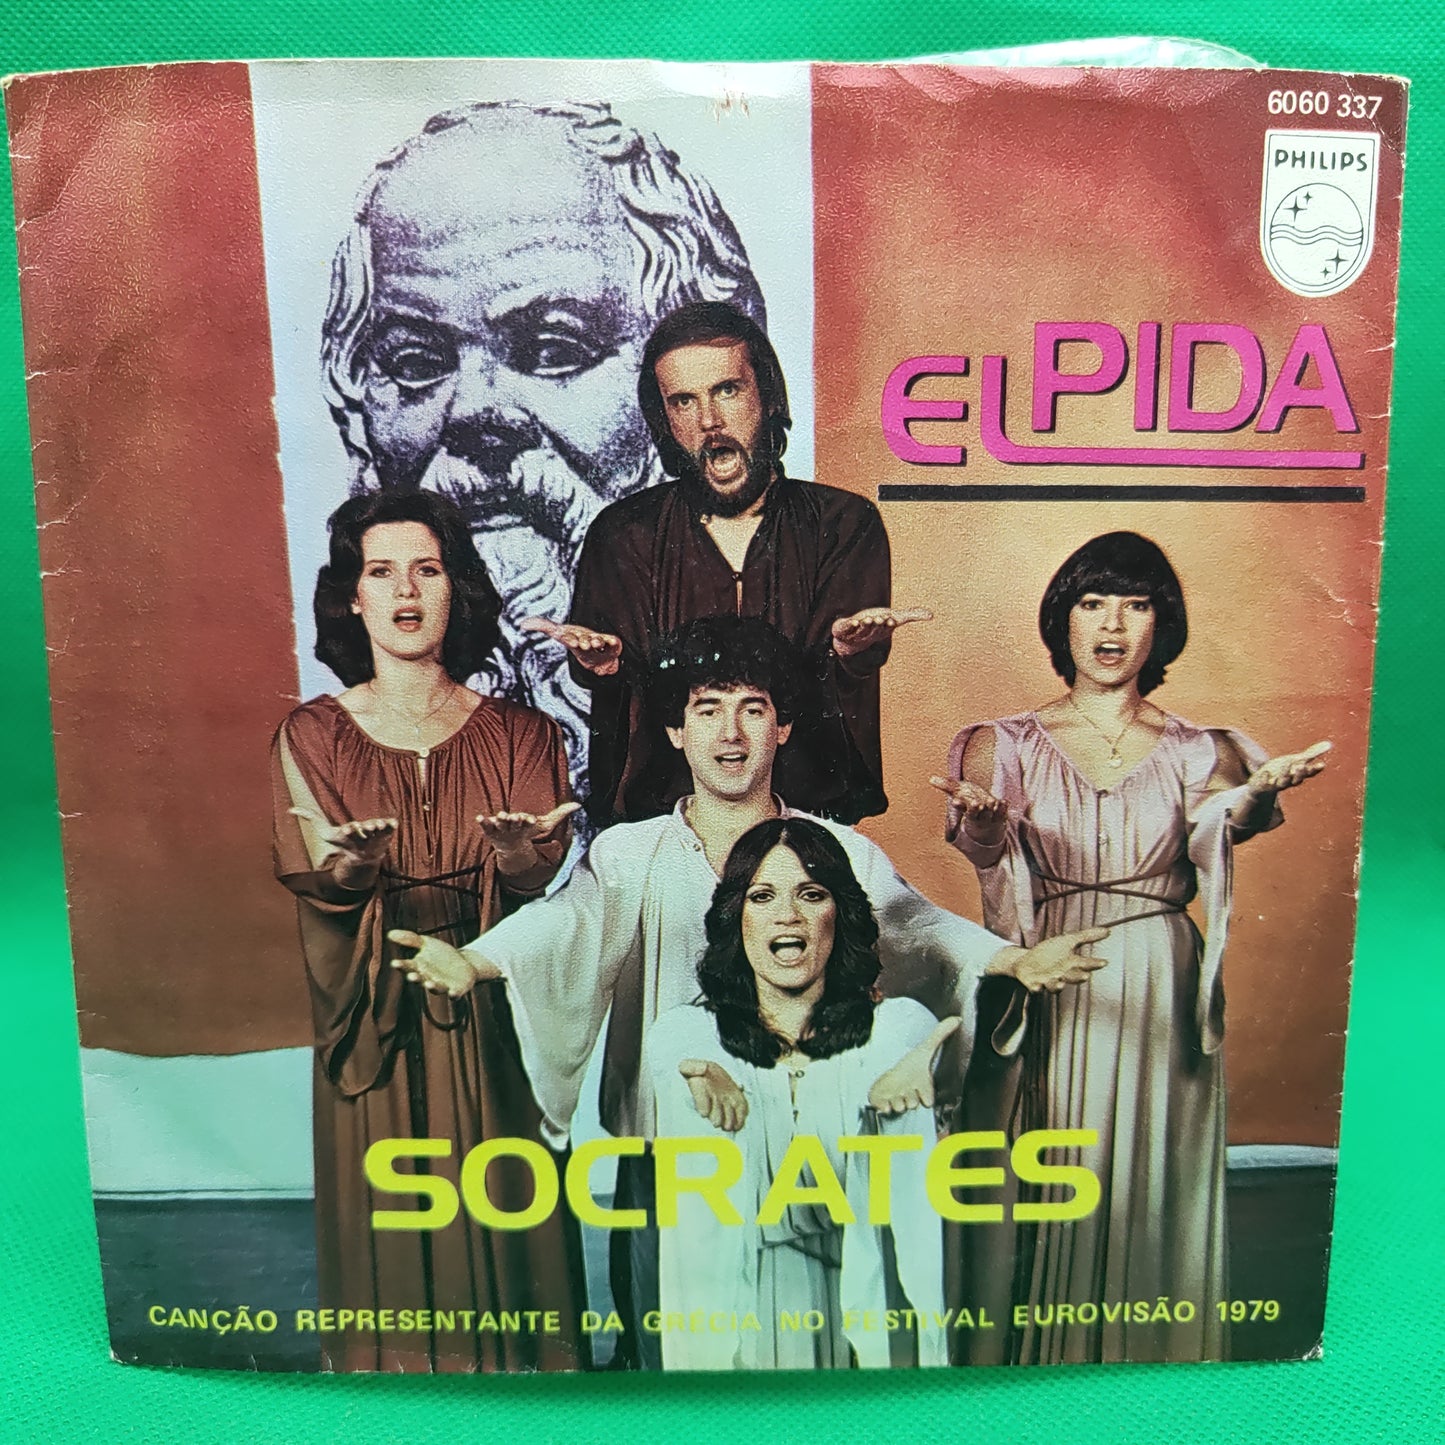 6060 337
PHILIPS
ELPIDA
SOCRATES
CANÇÃO REPRESENTANTE DA GRÉCIA NO FESTIVAL EUROVISÃO 1979